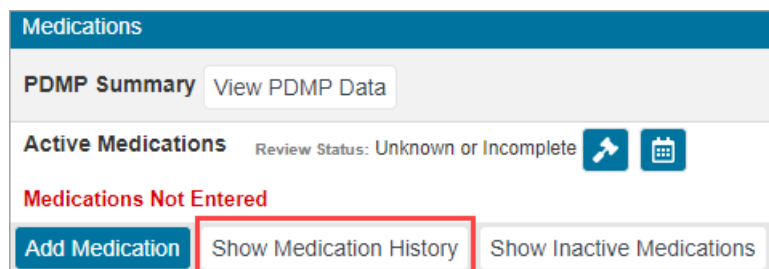 Medications
PDMP Summary View PDMP Data
Active Medications Review Status: Unknown or Incomplete
Medications Not Entered
Add Medication Show Medication History Show Inactive Medications